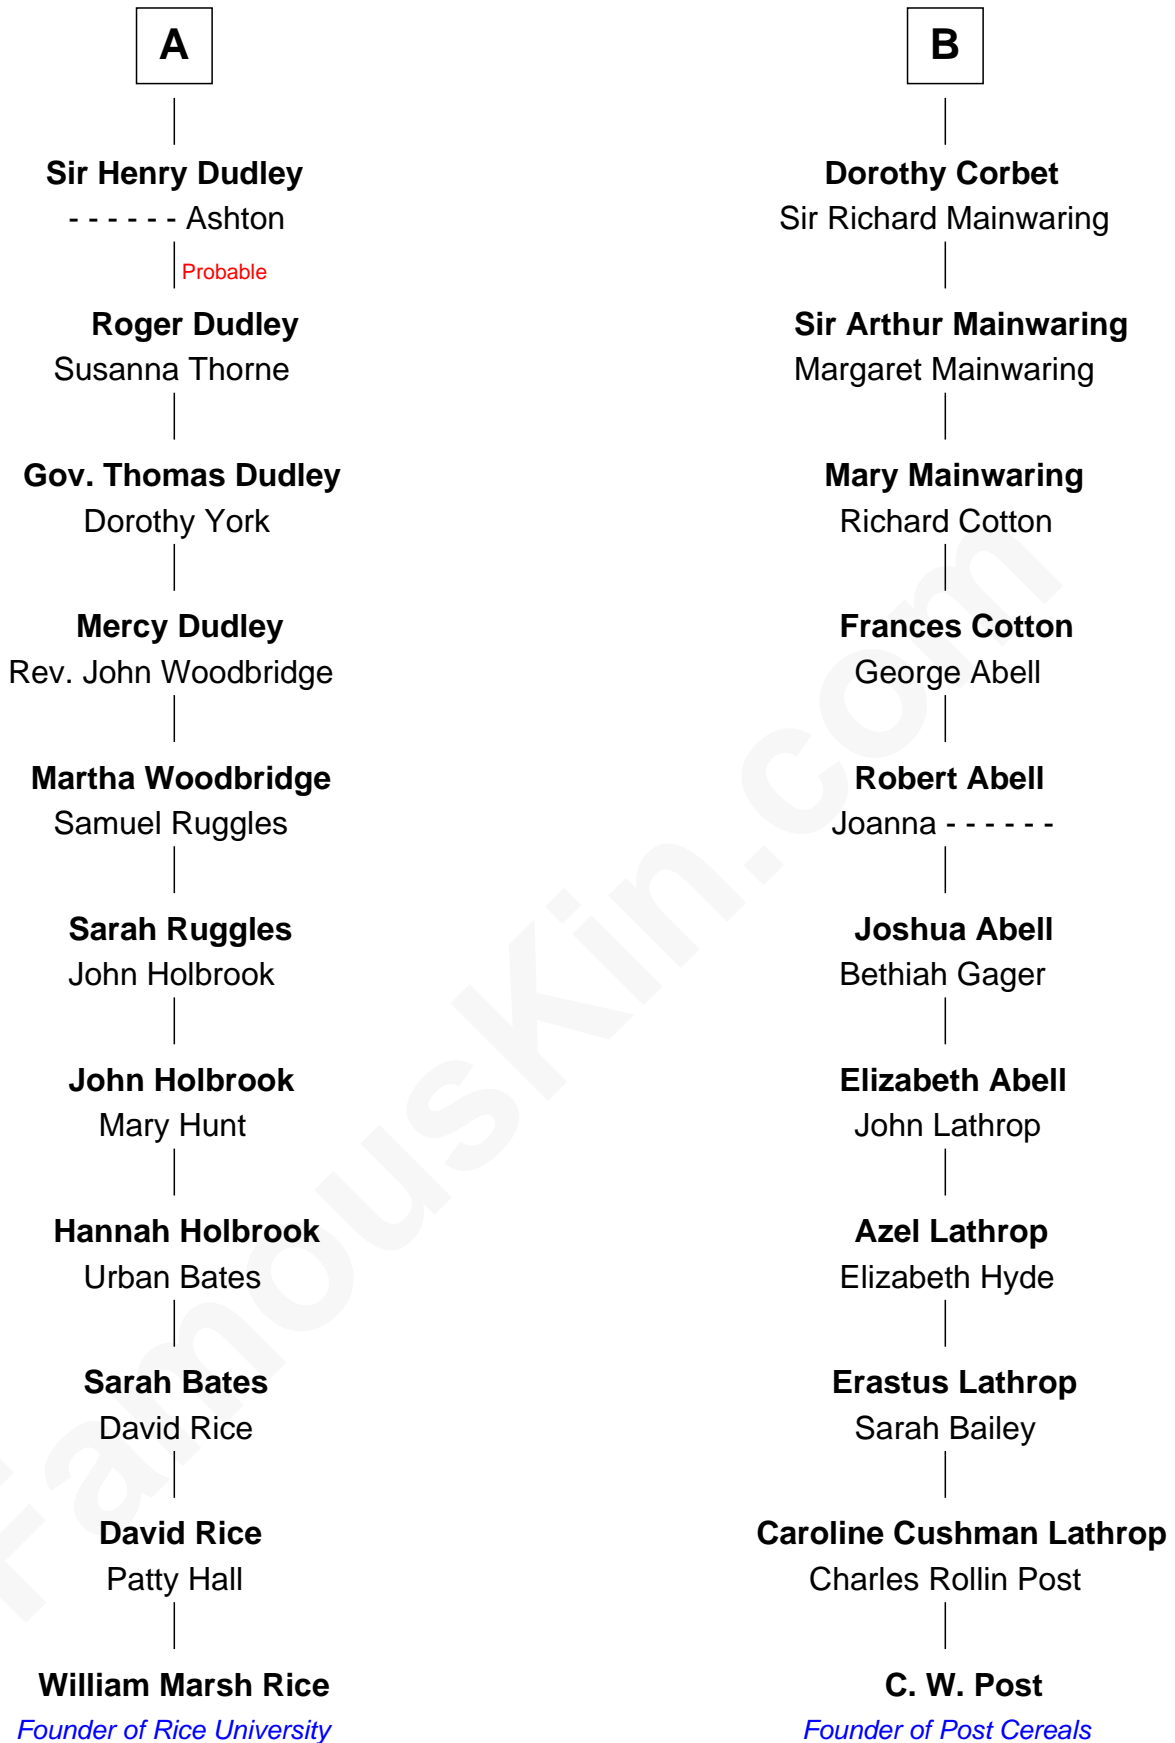 A
Sir Henry Dudley
- - - - - - Ashton
Probable
Roger Dudley
Susanna Thorne
Gov. Thomas Dudley
Dorothy York
Mercy Dudley
Rev. John Woodbridge
Martha Woodbridge
Samuel Ruggles
Sarah Ruggles
John Holbrook
John Holbrook
Mary Hunt
Hannah Holbrook
Urban Bates
Sarah Bates
David Rice
David Rice
Patty Hall
William Marsh Rice
Founder of Rice University
B
Dorothy Corbet
Sir Richard Mainwaring
Sir Arthur Mainwaring
Margaret Mainwaring
Mary Mainwaring
Richard Cotton
Frances Cotton
George Abell
Robert Abell
Joanna - - - - - -
Joshua Abell
Bethiah Gager
Elizabeth Abell
John Lathrop
Azel Lathrop
Elizabeth Hyde
Erastus Lathrop
Sarah Bailey
Caroline Cushman Lathrop
Charles Rollin Post
C. W. Post
Founder of Post Cereals
FamousKin.com